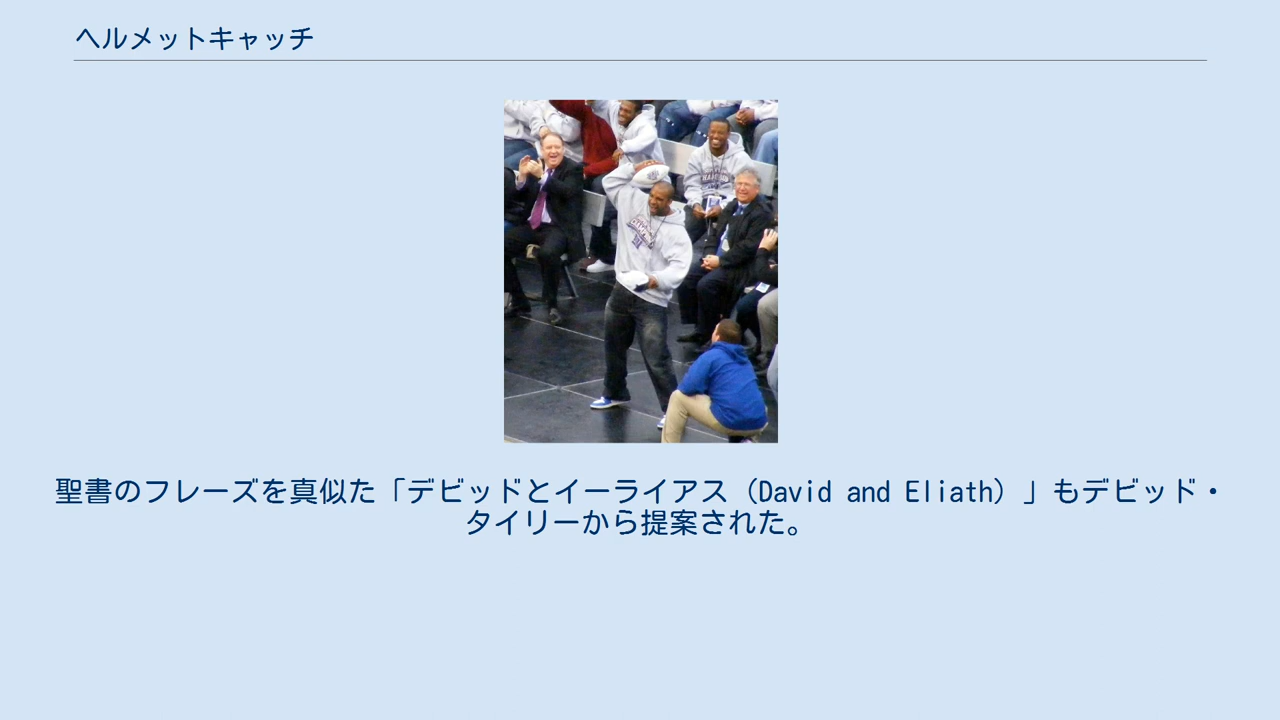 ヘルメットキャッチ
聖書のフレーズを真似た「デビッドとイーライアス（David and Eliath）」もデビッド・
タイリーから提案された。